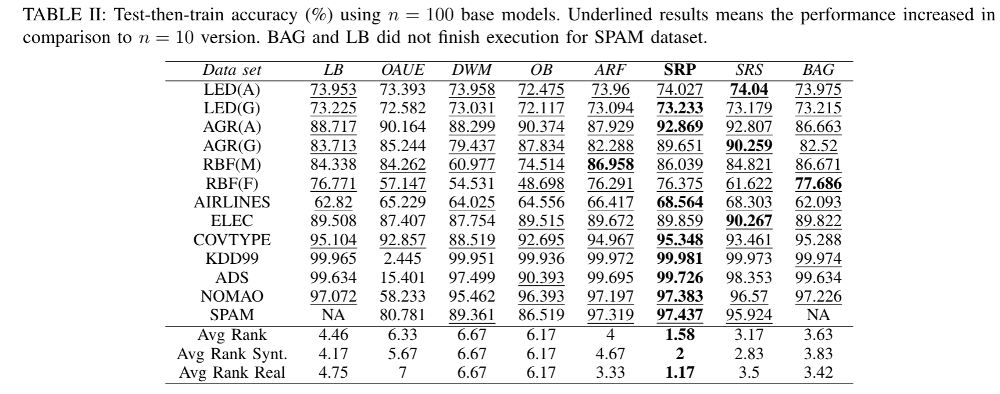 TABLE II: Test-then-train accuracy (%) using n = 100 base models. Underlined results means the performance increased in
comparison to n = 10 version. BAG and LB did not finish execution for SPAM dataset.
Data set LB OAUE DWM OB ARF SRP SRS BAG
LED(A) 73.953 73.393 73.958 72.475 73.96 74.027 74.04 73.975
LED(G) 73.225 72.582 73.031 72.117 73.094 73.233 73.179 73.215
AGR(A) 88.717 90.164 88.299 90.374 87.929 92.869 92.807 86.663
AGR(G) 83.713 85.244 79.437 87.834 82.288 89.651 90.259 82.52
RBF(M) 84.338 84.262 60.977 74.514 86.958 86.039 84.821 86.671
RBF(F) 76.771 57.147 54.531 48.698 76.291 76.375 61.622 77.686
AIRLINES 62.82 65.229 64.025 64.556 66.417 68.564 68.303 62.093
ELEC 89.508 87.407 87.754 89.515 89.672 89.859 90.267 89.822
COVTYPE 95.104 92.857 88.519 92.695 94.967 95.348 93.461 95.288
KDD99 99.965 2.445 99.951 99.936 99.972 99.981 99.973 99.974
ADS 99.634 15.401 97.499 90.393 99.695 99.726 98.353 99.634
NOMAO 97.072 58.233 95.462 96.393 97.197 97.383 96.57 97.226
SPAM NA 80.781 89.361 86.519 97.319 97.437 95.924 NA
Avg Rank 4.46 6.33 6.67 6.17 4 1.58 3.17 3.63
Avg Rank Synt. 4.17 5.67 6.67 6.17 4.67 2 2.83 3.83
Avg Rank Real 4.75 7 6.67 6.17 3.33 1.17 3.5 3.42